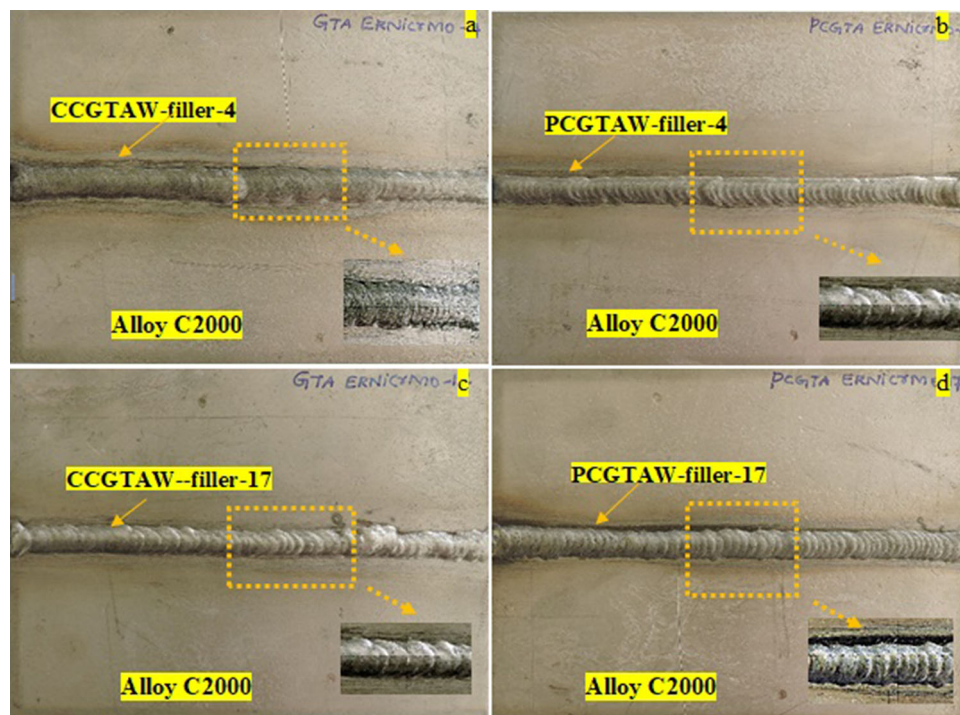 GTA ERNiCrMO-4
a
CCGTAW-filler-4
Alloy C2000
PCGTA ERNiCrMO-
b
PCGTAW-filler-4
Alloy C2000
GTA ERNiCrMO-
c
CCGTAW--filler-17
Alloy C2000
PCGTA ERNiCrMO-17
d
PCGTAW-filler-17
Alloy C2000